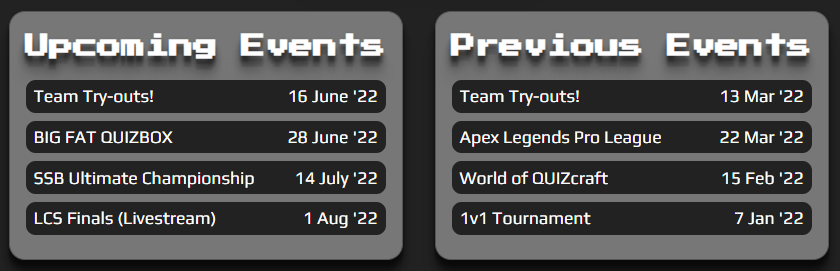 Upcoming Events
Team Try-outs! 16 June '22
BIG FAT QUIZBOX 28 June '22
SSB Ultimate Championship 14 July '22
LCS Finals (Livestream) 1 Aug '22
Previous Events
Team Try-outs! 13 Mar '22
Apex Legends Pro League 22 Mar '22
World of QUIZcraft 15 Feb '22
1v1 Tournament 7 Jan '22